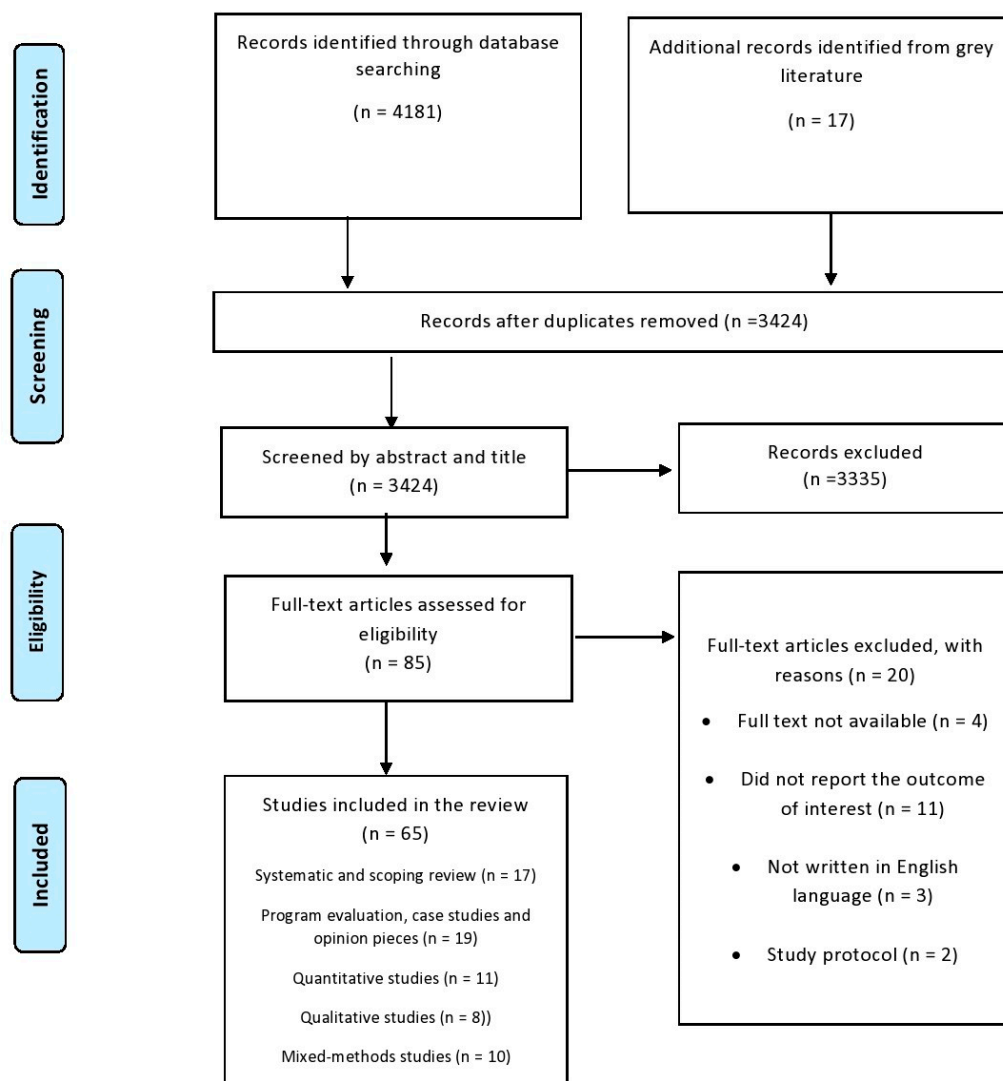 Identification
Records identified through database
searching
(n = 4181)
Additional records identified from grey
literature
(n = 17)
Screening
Records after duplicates removed (n =3424)
Screened by abstract and title
(n = 3424)
Records excluded
(n =3335)
Eligibility
Full-text articles assessed for
eligibility
(n = 85)
Full-text articles excluded, with
reasons (n = 20)
• Full text not available (n = 4)
• Did not report the outcome
of interest (n = 11)
• Not written in English
language (n = 3)
• Study protocol (n = 2)
Included
Studies included in the review
(n = 65)
Systematic and scoping review (n = 17)
Program evaluation, case studies and
opinion pieces (n = 19)
Quantitative studies (n = 11)
Qualitative studies (n = 8))
Mixed-methods studies (n = 10)